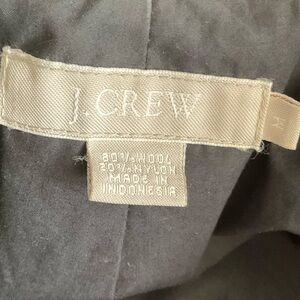 J.CREW
80% WOOL
20% NYLON
MADE IN
INDONESIA